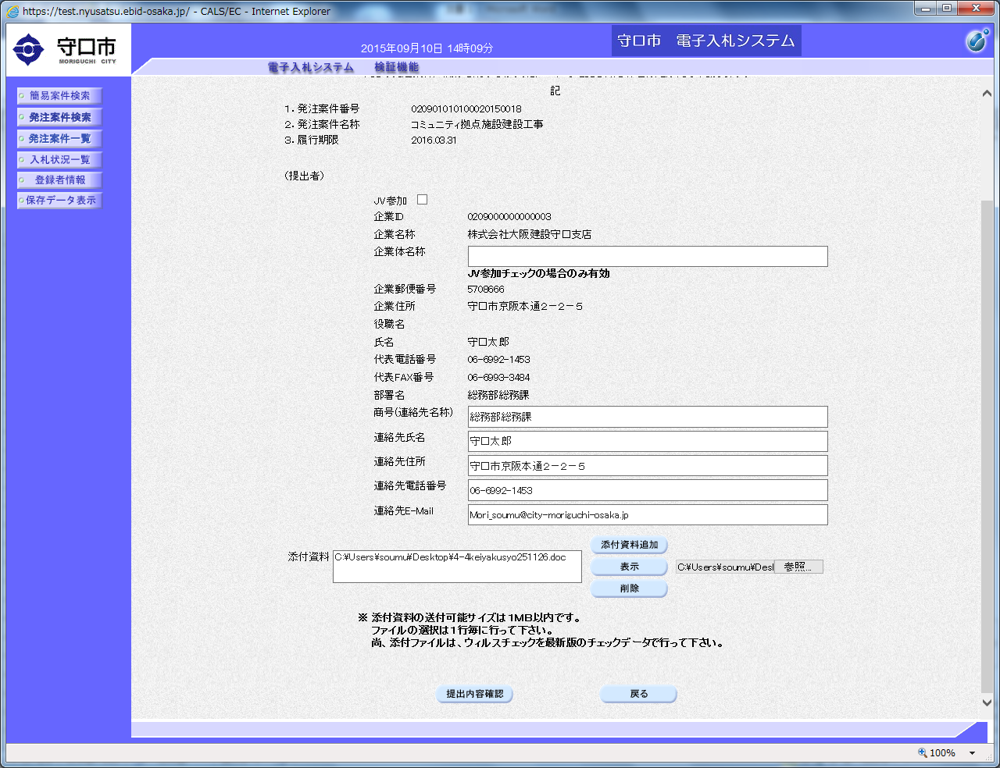 https://test.nyusatsu.ebid-osaka.jp/ - CALS/EC - Internet Explorer
守口市
MORIGUCHI CITY
2015年09月10日 14時09分
守口市　電子入札システム
電子入札システム　検証機能
簡易案件検索
発注案件検索
発注案件一覧
入札状況一覧
登録者情報
保存データ表示
記
１．発注案件番号　020901010100020150018
２．発注案件名称　コミュニティ拠点施設建設工事
３．履行期限　2016.03.31
（提出者）
JV参加
企業ID　0209000000000003
企業名称　株式会社大阪建設守口支店
企業体名称
JV参加チェックの場合のみ有効
企業郵便番号　5708666
企業住所　守口市京阪本通２－２－５
役職名
氏名　守口太郎
代表電話番号　06-6992-1453
代表FAX番号　06-6993-3484
部署名　総務部総務課
商号(連絡先名称)　総務部総務課
連絡先氏名　守口太郎
連絡先住所　守口市京阪本通２－２－５
連絡先電話番号　06-6992-1453
連絡先E-Mail　Mori_soumu@city-moriguchi-osaka.jp
添付資料　C:¥Users¥soumu¥Desktop¥4-4keiyakusyo251126.doc
添付資料追加
表示　C:¥Users¥soumu¥Desl　参照...
削除
※ 添付資料の送付可能サイズは１ＭＢ以内です。
ファイルの選択は１行毎に行って下さい。
尚、添付ファイルは、ウィルスチェックを最新版のチェックデータで行って下さい。
提出内容確認　戻る
100%